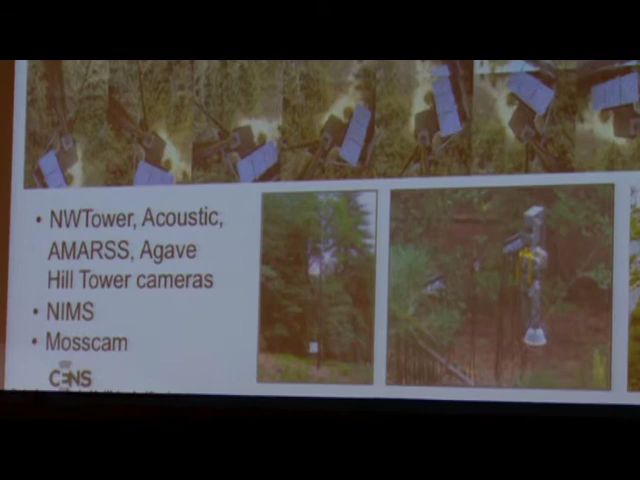 • NWTower, Acoustic,
AMARSS, Agave
Hill Tower cameras
• NIMS
• Mosscam
CENS